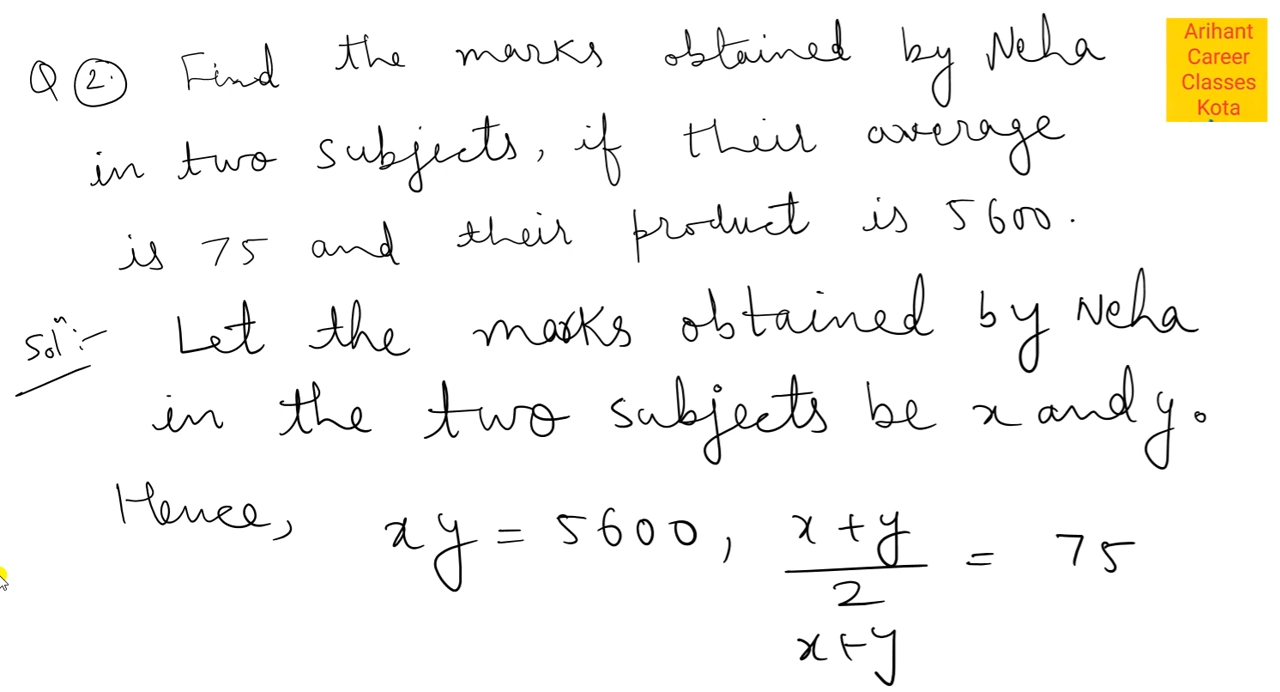 Q ②. Find the marks obtained by Neha
in two subjects, if their average
is 75 and their product is 5600.
Solⁿ:- Let the marks obtained by Neha
in the two subjects be x and y.
Hence, xy = 5600, (x+y)/2 = 75
x+y
Arihant
Career
Classes
Kota